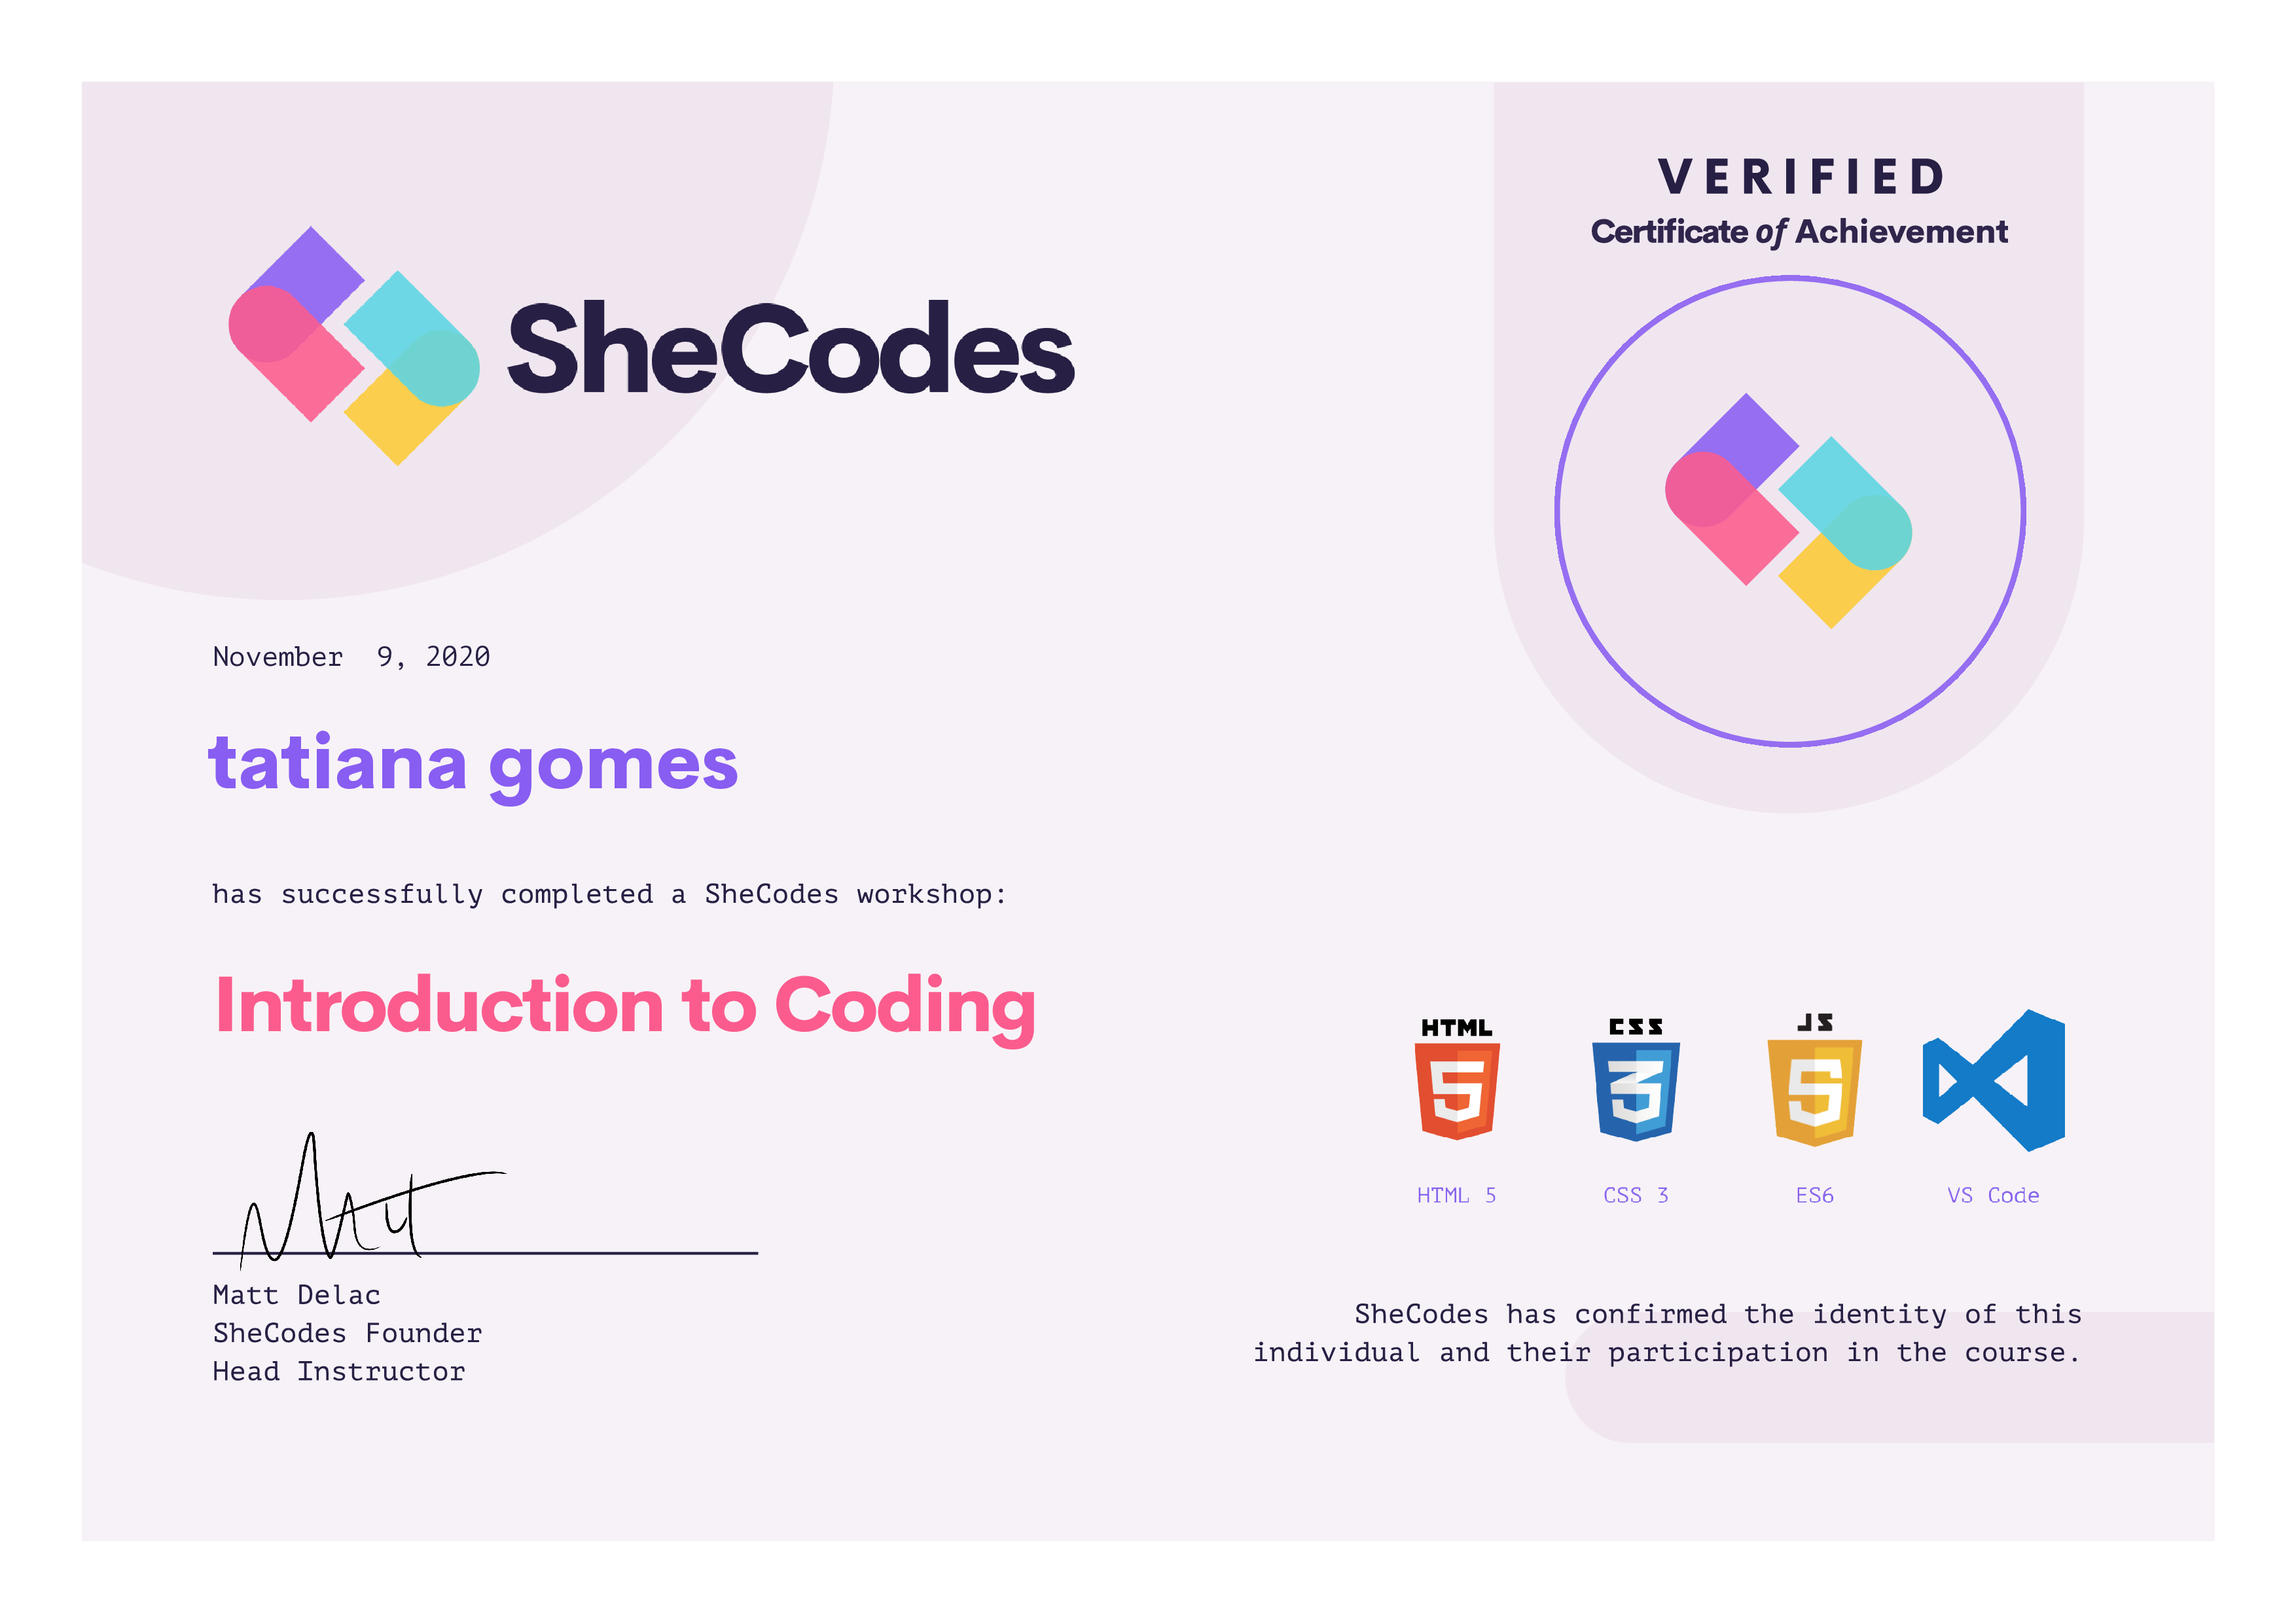 VERIFIED
Certificate of Achievement
SheCodes
November 9, 2020
tatiana gomes
has successfully completed a SheCodes workshop:
Introduction to Coding
HTML
CSS
JS
5
3
5
HTML 5
CSS 3
ES6
VS Code
Matt
Matt Delac
SheCodes Founder
Head Instructor
SheCodes has confirmed the identity of this
individual and their participation in the course.